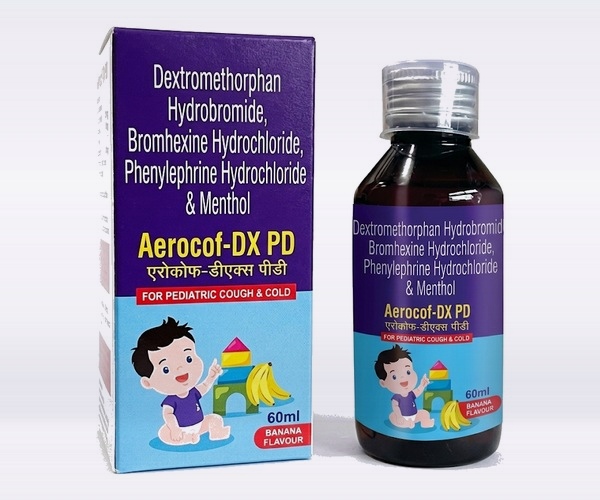 Dextromethorphan
Hydrobromide,
Bromhexine Hydrochloride,
Phenylephrine Hydrochloride
& Menthol
Aerocof-DX PD
एरोकोफ-डीएक्स पीडी
FOR PEDIATRIC COUGH & COLD
60ml
BANANA
FLAVOUR
Dextromethorphan Hydrobromid
Bromhexine Hydrochloride,
Phenylephrine Hydrochloride
& Menthol
Aerocof-DX PD
एरोकोफ-डीएक्स पीडी
FOR PEDIATRIC COUGH & COLD
60ml
BANANA
FLAVOUR